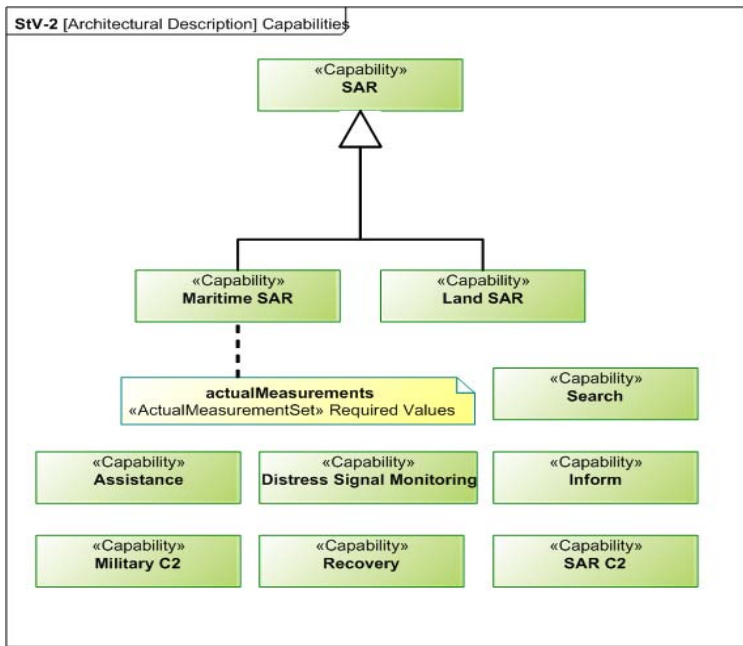 StV-2 [Architectural Description] Capabilities
«Capability»
SAR
«Capability»
Maritime SAR
«Capability»
Land SAR
actualMeasurements
«ActualMeasurementSet» Required Values
«Capability»
Search
«Capability»
Assistance
«Capability»
Distress Signal Monitoring
«Capability»
Inform
«Capability»
Military C2
«Capability»
Recovery
«Capability»
SAR C2